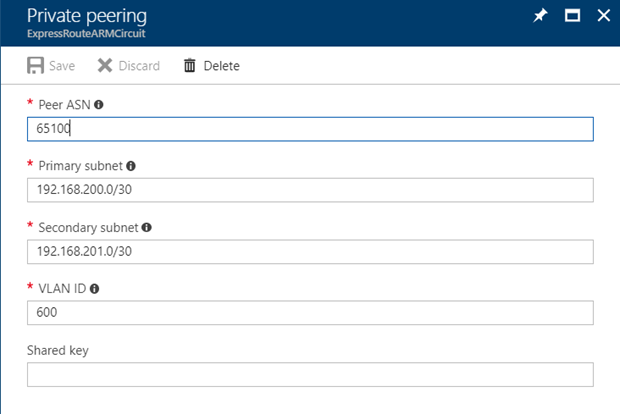 Private peering
ExpressRouteARMCircuit
Save Discard Delete
* Peer ASN
65100
* Primary subnet
192.168.200.0/30
* Secondary subnet
192.168.201.0/30
* VLAN ID
600
Shared key